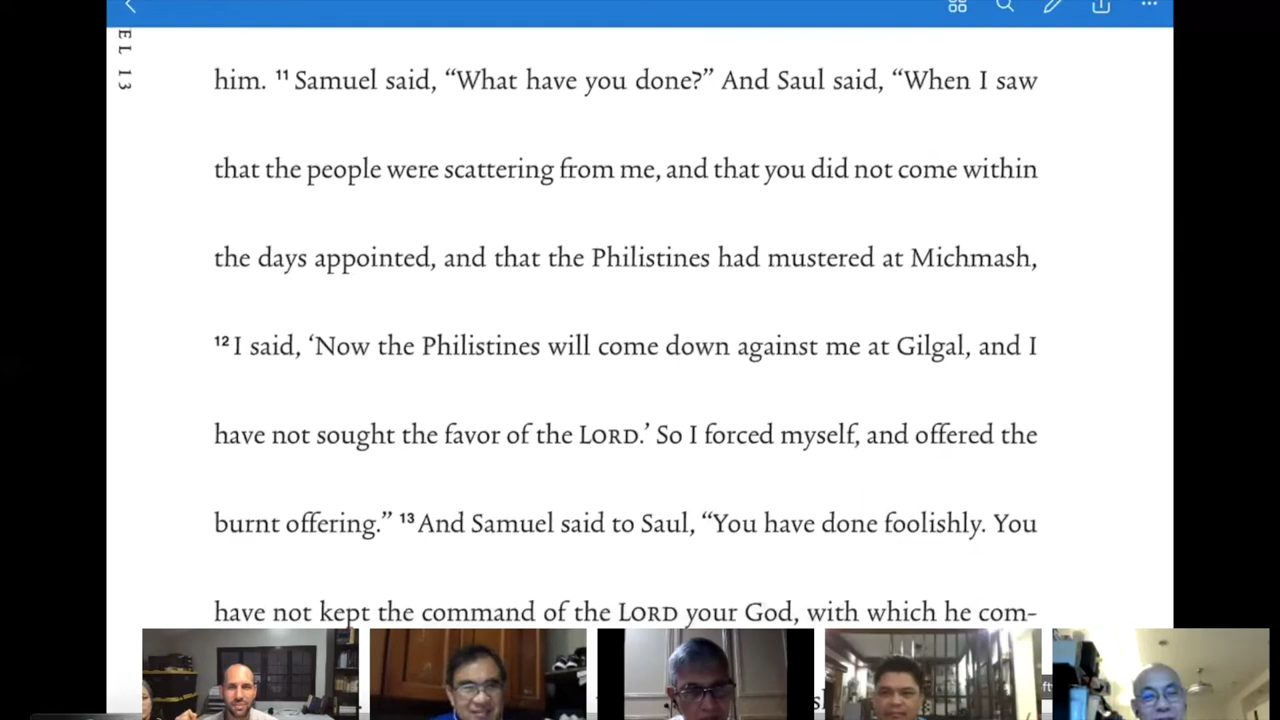 EL 13
him. 11 Samuel said, “What have you done?” And Saul said, “When I saw
that the people were scattering from me, and that you did not come within
the days appointed, and that the Philistines had mustered at Michmash,
12 I said, ‘Now the Philistines will come down against me at Gilgal, and I
have not sought the favor of the LORD.’ So I forced myself, and offered the
burnt offering.” 13 And Samuel said to Saul, “You have done foolishly. You
have not kept the command of the LORD your God, with which he com-